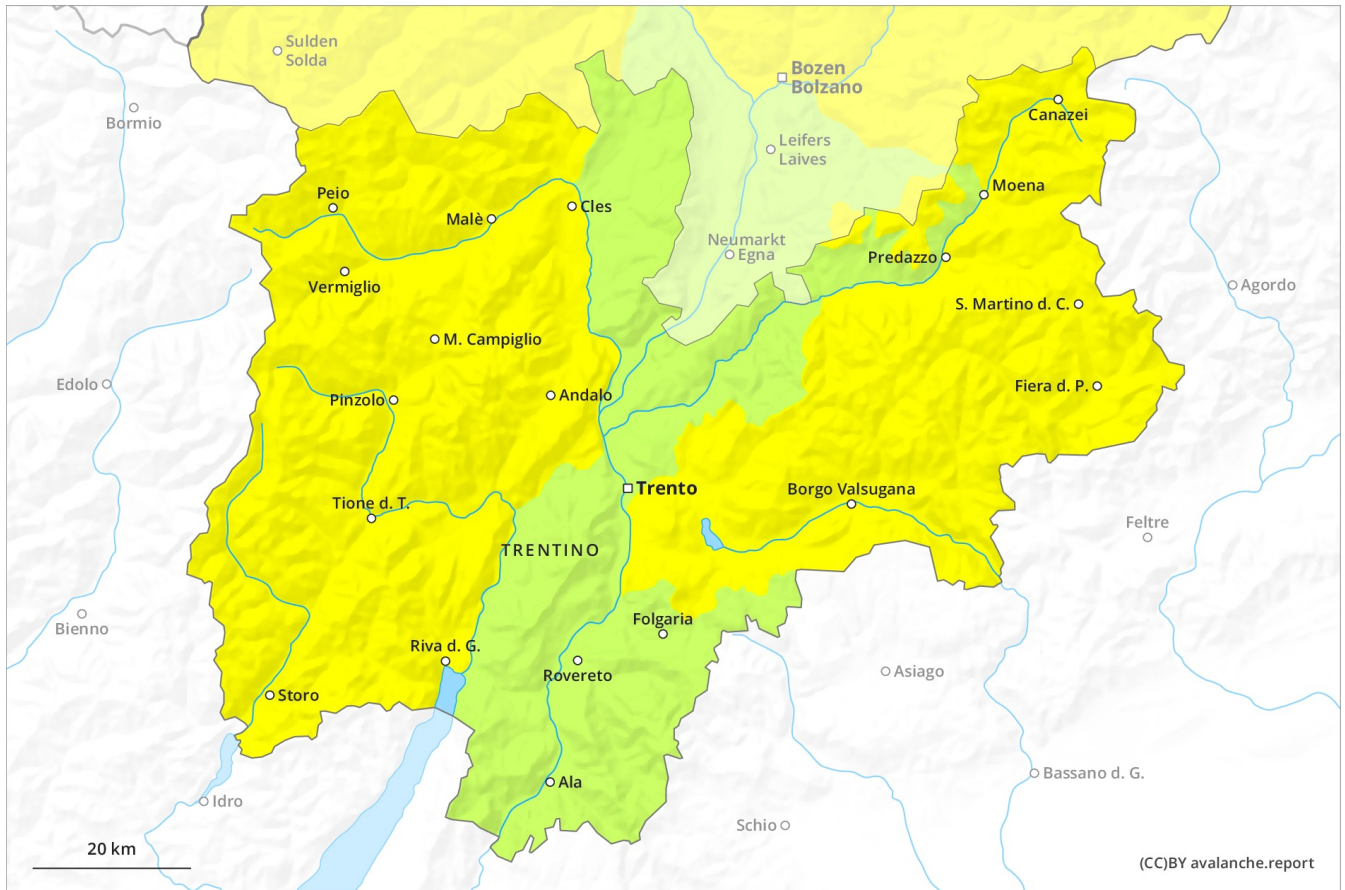 Sulden
Solda
Bozen
Bolzano
Bormio
Canazei
Leifers
Laives
Peio
Moena
Malè
Cles
Neumarkt
Egna
Predazzo
Vermiglio
Agordo
S. Martino d. C.
M. Campiglio
Edolo
Fiera d. P.
Andalo
Pinzolo
Trento
Borgo Valsugana
Tione d. T.
Feltre
TRENTINO
Folgaria
Bienno
Riva d. G.
Asiago
Rovereto
Storo
Bassano d. G.
Ala
Idro
Schio
20 km
(CC)BY avalanche.report